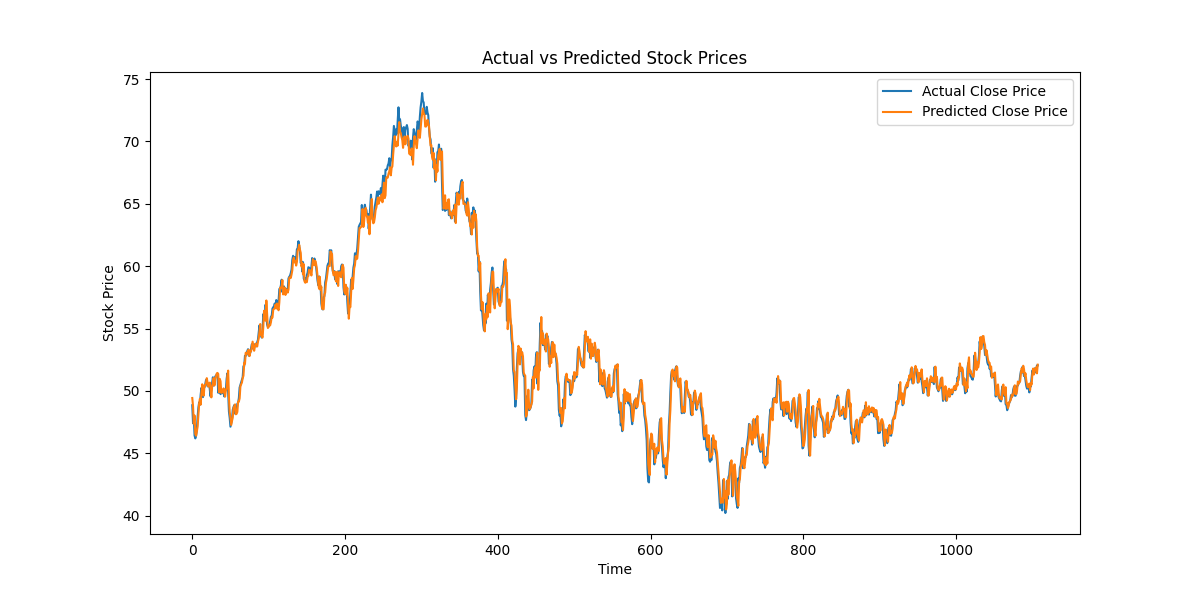 Actual vs Predicted Stock Prices
Actual Close Price
Predicted Close Price
Stock Price
75
70
65
60
55
50
45
40
0 200 400 600 800 1000
Time